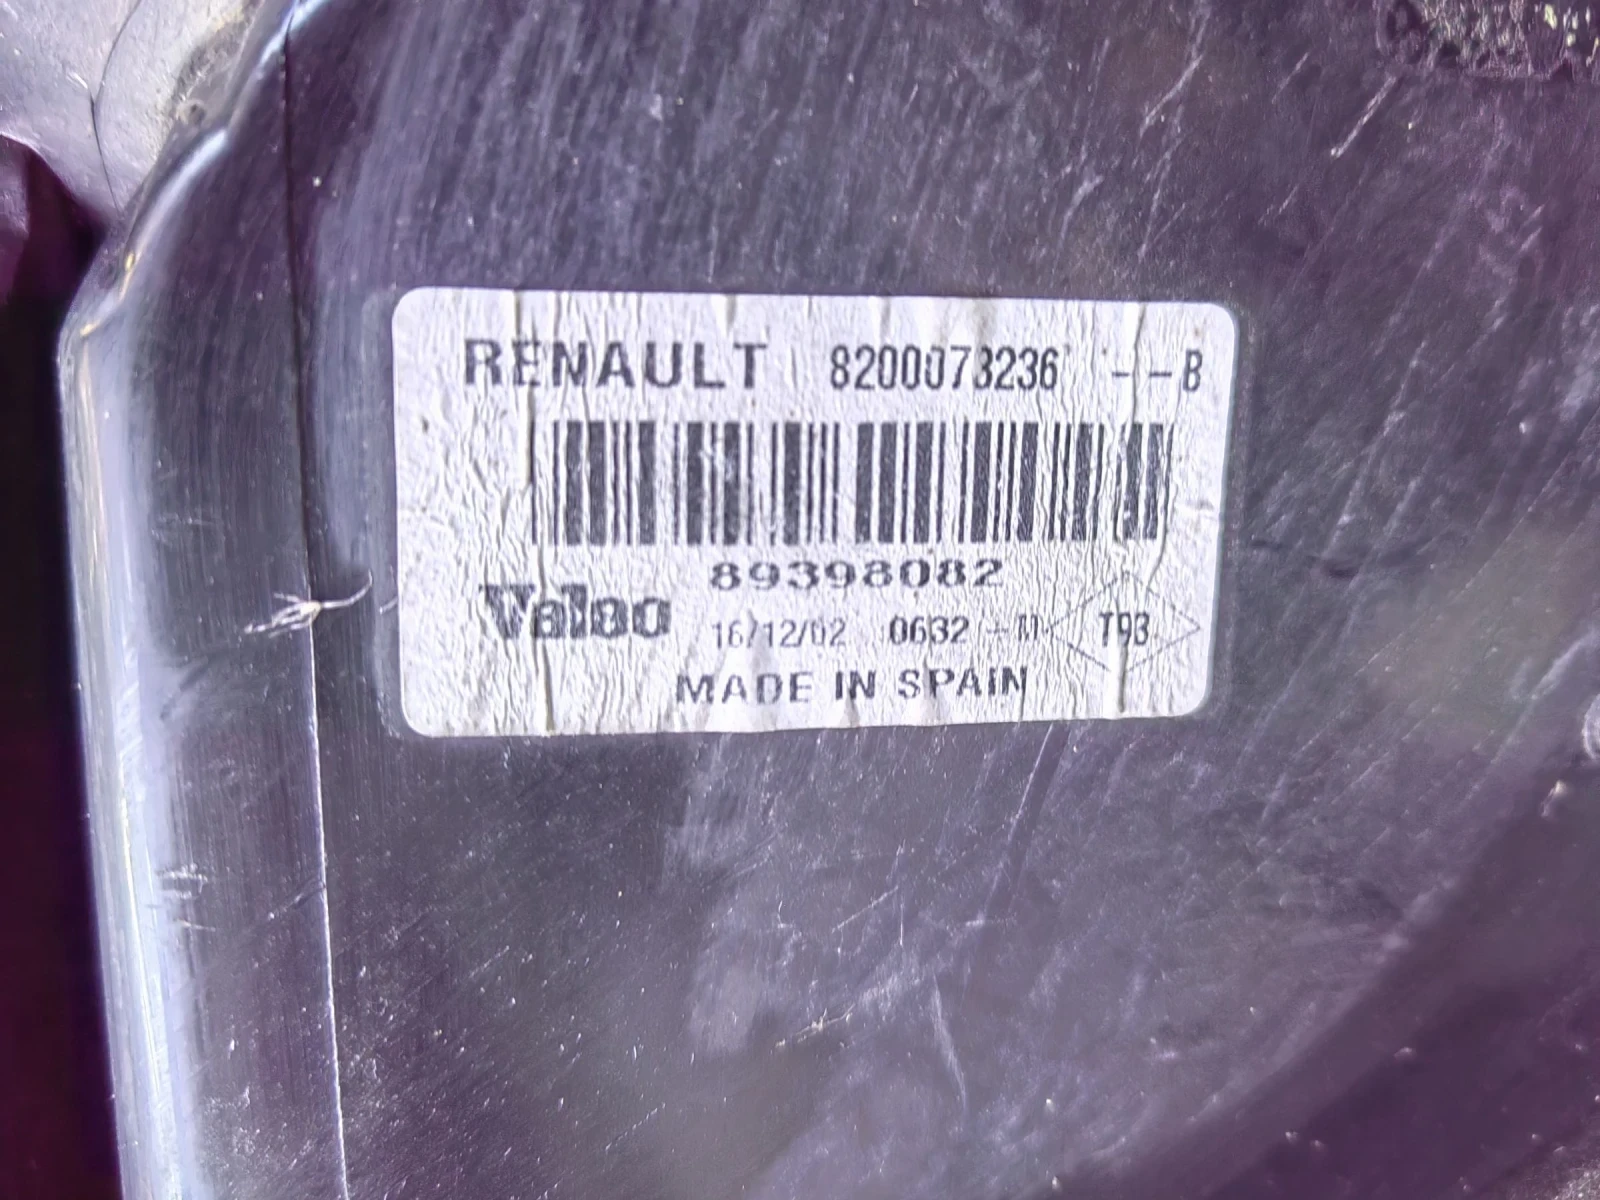 RENAULT 8200073236 --B
89398082
Valeo 16/12/02 0632 -M- T93
MADE IN SPAIN